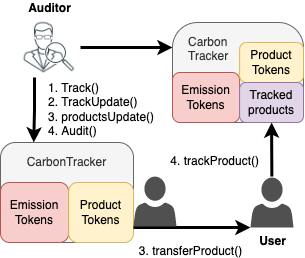 Auditor
Carbon
Tracker
Product
Tokens
Emission
Tokens
Tracked
products
1. Track()
2. TrackUpdate()
3. productsUpdate()
4. Audit()
CarbonTracker
Emission
Tokens
Product
Tokens
4. trackProduct()
User
3. transferProduct()